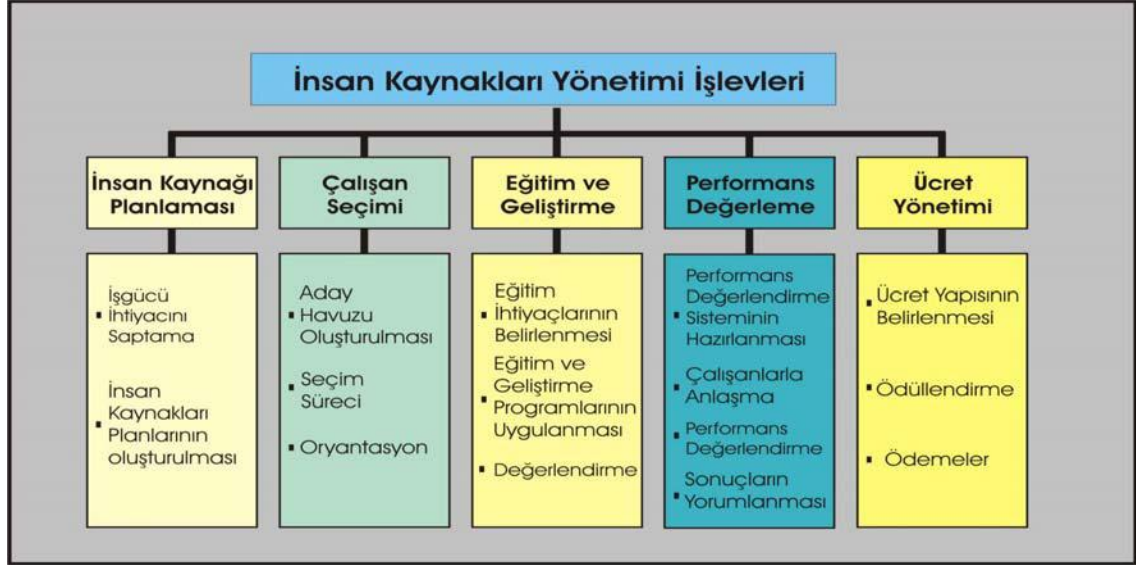 İnsan Kaynakları Yönetimi İşlevleri
İnsan Kaynağı
Planlaması
Çalışan
Seçimi
Eğitim ve
Geliştirme
Performans
Değerleme
Ücret
Yönetimi
İşgücü
▪ İhtiyacını
Saptama
İnsan
Kaynakları
▪ Planlarının
oluşturulması
Aday
▪ Havuzu
Oluşturulması
▪ Seçim
Süreci
▪ Oryantasyon
Eğitim
▪ İhtiyaçlarının
Belirlenmesi
Eğitim ve
Geliştirme
▪ Programlarının
Uygulanması
▪ Değerlendirme
Performans
Değerlendirme
▪ Sisteminin
Hazırlanması
▪ Çalışanlarla
Anlaşma
▪ Performans
Değerlendirme
▪ Sonuçların
Yorumlanması
▪ Ücret Yapısının
Belirlenmesi
▪ Ödüllendirme
▪ Ödemeler